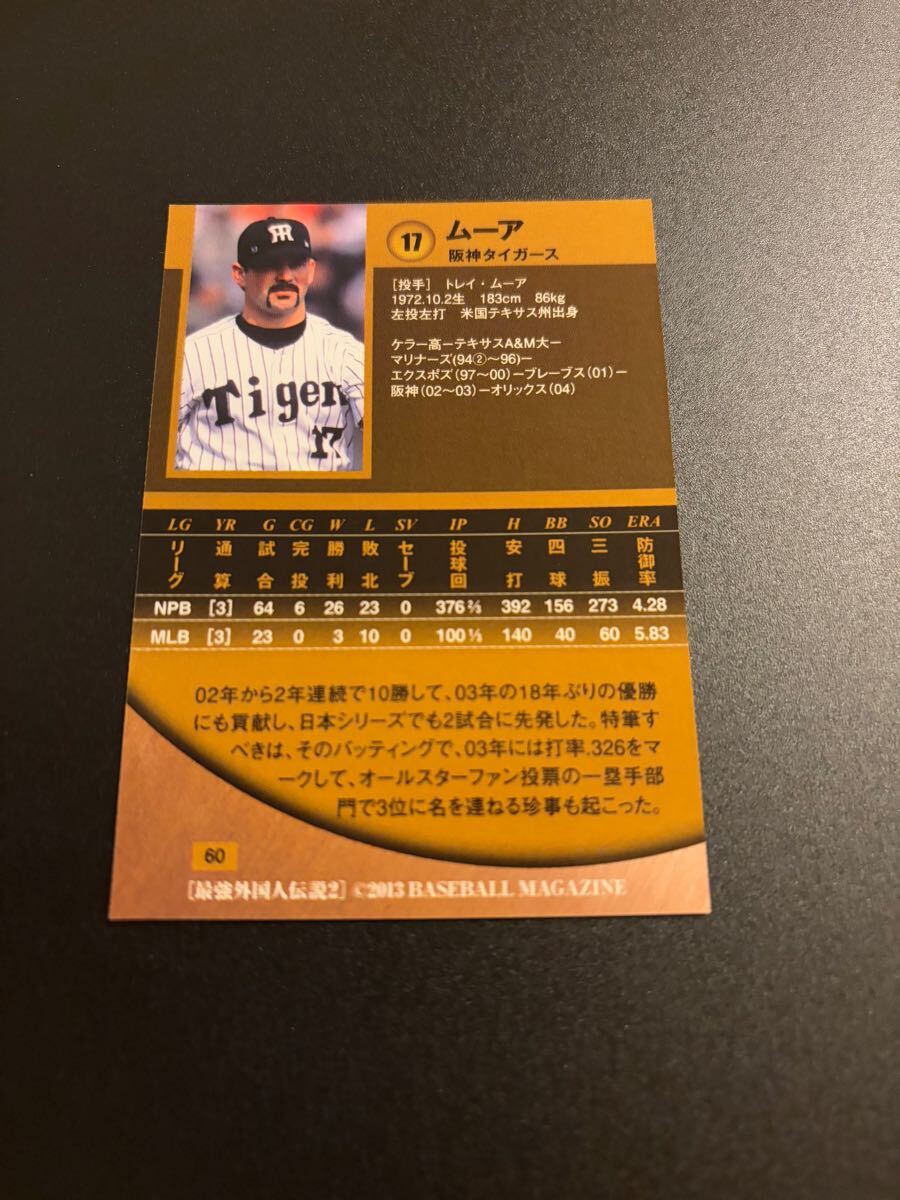 17 ムーア
阪神タイガース
[投手] トレイ・ムーア
1972.10.2生 183cm 86kg
左投左打 米国テキサス州出身
ケラー高ーテキサスA&M大ー
マリナーズ(94②〜96)ー
エクスポズ(97〜00)ーブレーブス(01)ー
阪神(02〜03)ーオリックス(04)
Tigers
17
LG YR G CG W L SV IP H BB SO ERA
リーグ 通算 試合 完投 勝利 敗北 セーブ 投球回 安打 四球 三振 防御率
NPB [3] 64 6 26 23 0 376 ⅔ 392 156 273 4.28
MLB [3] 23 0 3 10 0 100 ⅓ 140 40 60 5.83
02年から2年連続で10勝して、03年の18年ぶりの優勝
にも貢献し、日本シリーズでも2試合に先発した。特筆す
べきは、そのバッティングで、03年には打率.326をマ
ークして、オールスターファン投票の一塁手部
門で3位に名を連ねる珍事も起こった。
60
[最強外国人伝説2] ©2013 BASEBALL MAGAZINE